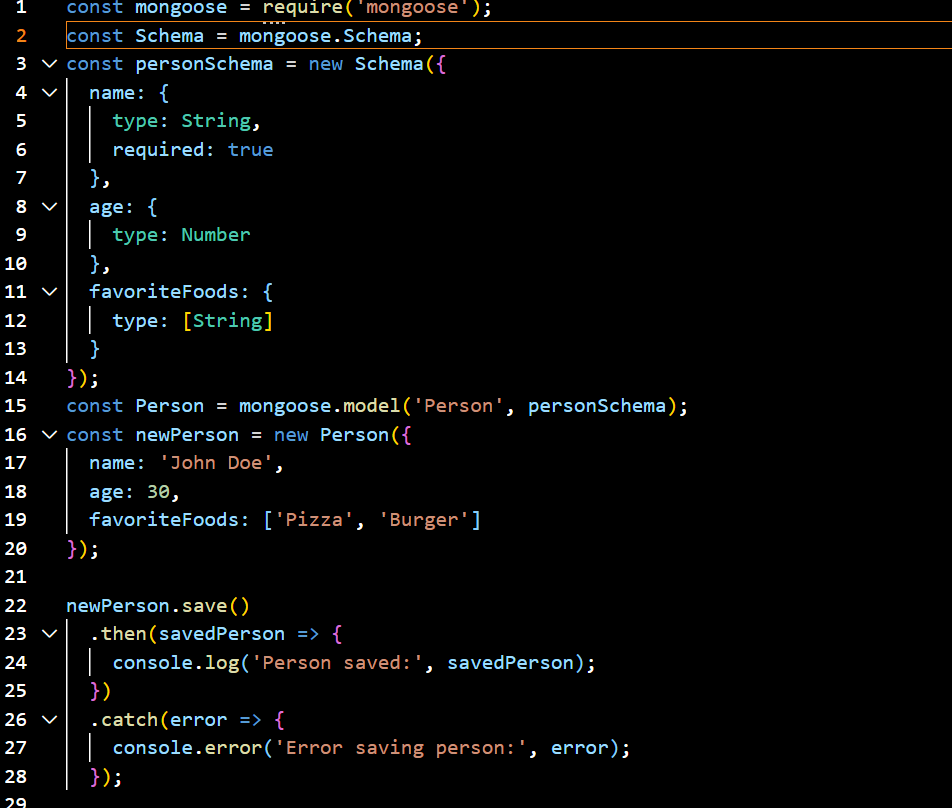 1 const mongoose = require('mongoose');
2 const Schema = mongoose.Schema;
3 const personSchema = new Schema({
4   name: {
5     type: String,
6     required: true
7   },
8   age: {
9     type: Number
10   },
11   favoriteFoods: {
12     type: [String]
13   }
14 });
15 const Person = mongoose.model('Person', personSchema);
16 const newPerson = new Person({
17   name: 'John Doe',
18   age: 30,
19   favoriteFoods: ['Pizza', 'Burger']
20 });
21
22 newPerson.save()
23   .then(savedPerson => {
24     console.log('Person saved:', savedPerson);
25   })
26   .catch(error => {
27     console.error('Error saving person:', error);
28   });
29